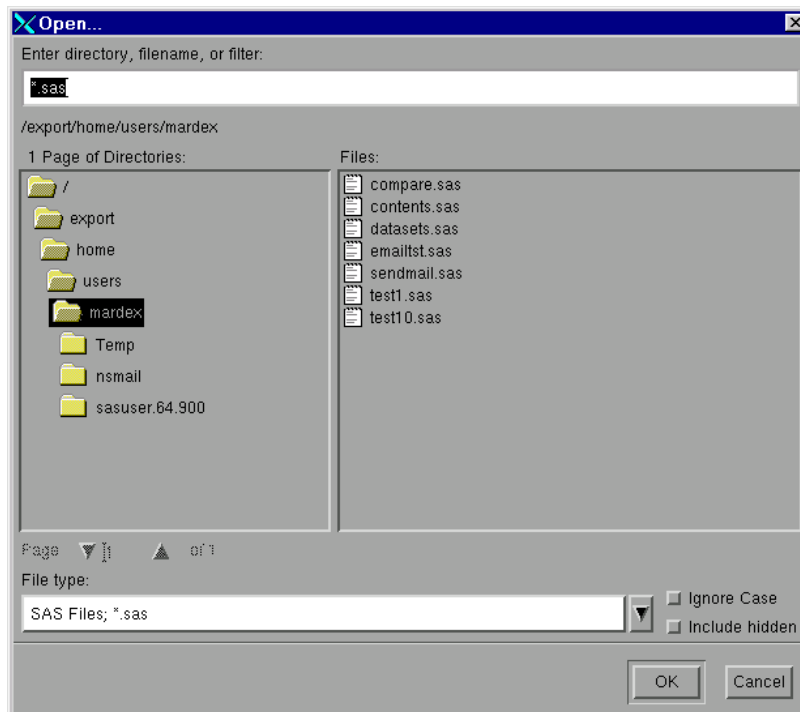 Open...
Enter directory, filename, or filter:
*.sas
/export/home/users/mardex
1 Page of Directories:
Files:
/
export
home
users
mardex
Temp
nsmail
sasuser.64.900
compare.sas
contents.sas
datasets.sas
emailtst.sas
sendmail.sas
test1.sas
test10.sas
Page 1 of 1
File type:
SAS Files; *.sas
Ignore Case
Include hidden
OK
Cancel